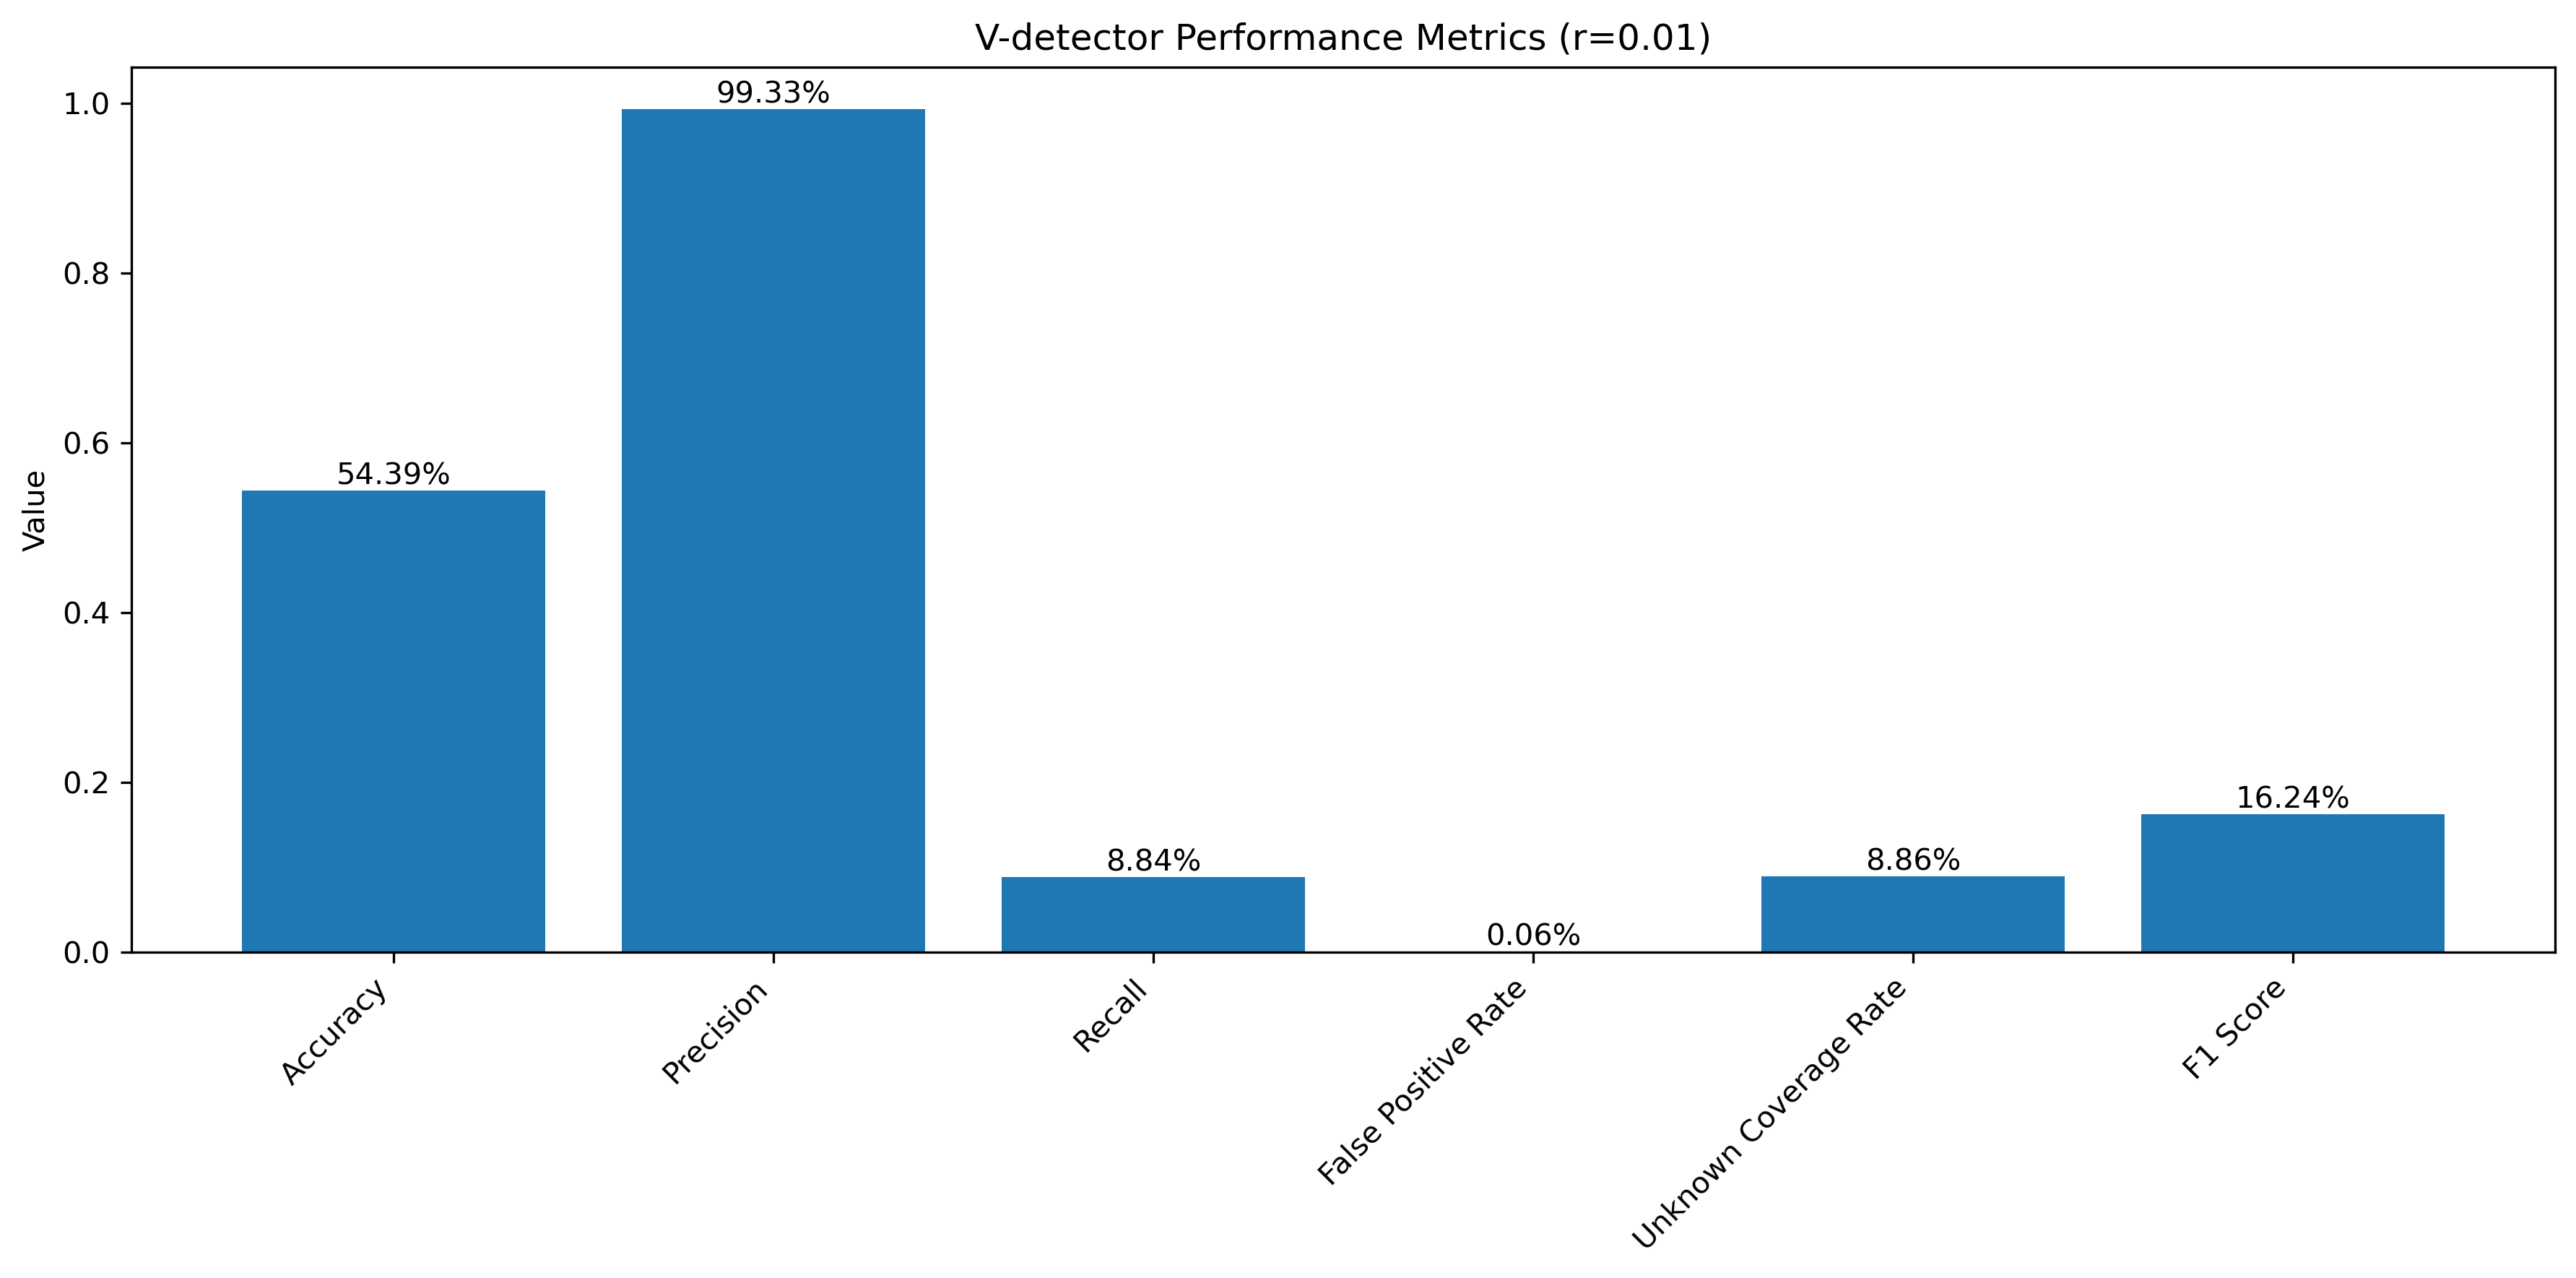 V-detector Performance Metrics (r=0.01)
Value
1.0
0.8
0.6
0.4
0.2
0.0
54.39%
99.33%
8.84%
0.06%
8.86%
16.24%
Accuracy
Precision
Recall
False Positive Rate
Unknown Coverage Rate
F1 Score